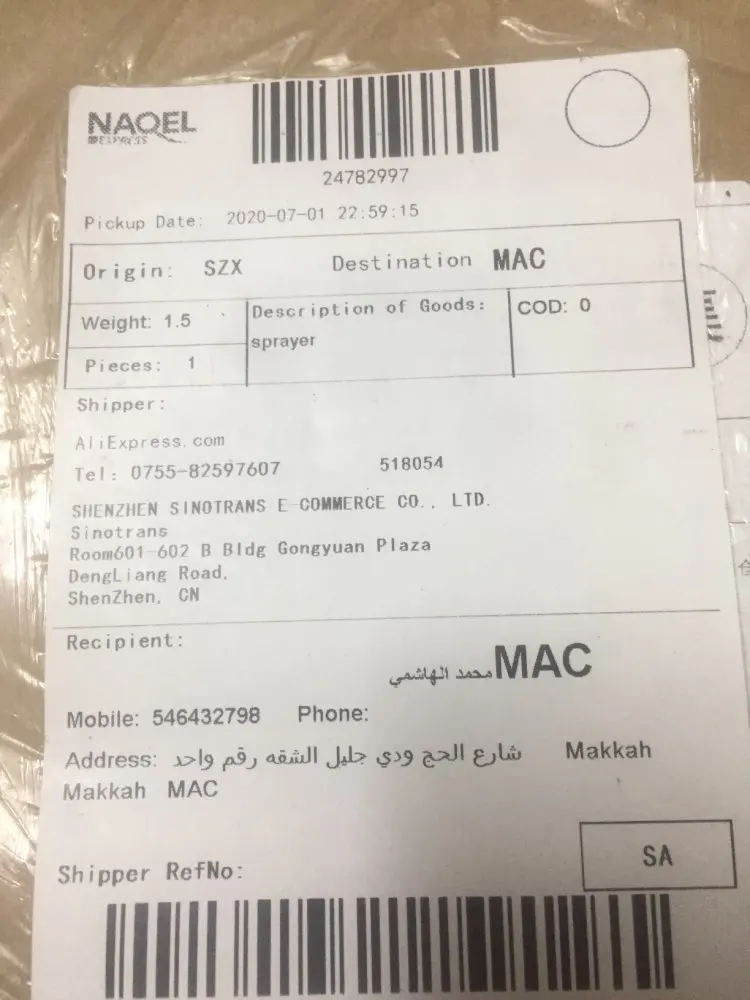 NAQEL
EXPRESS
24782997
Pickup Date: 2020-07-01 22:59:15
Origin: SZX Destination MAC
Weight: 1.5 Description of Goods: COD: 0
sprayer
Pieces: 1
Shipper:
AliExpress.com
Tel: 0755-82597607 518054
SHENZHEN SINOTRANS E-COMMERCE CO., LTD.
Sinotrans
Room601-602 B Bldg Gongyuan Plaza
DengLiang Road,
ShenZhen, CN
Recipient:
محمد الهاشمي MAC
Mobile: 546432798 Phone:
Address: شارع الحج ودي جليل الشقه رقم واحد Makkah
Makkah MAC
SA
Shipper RefNo: